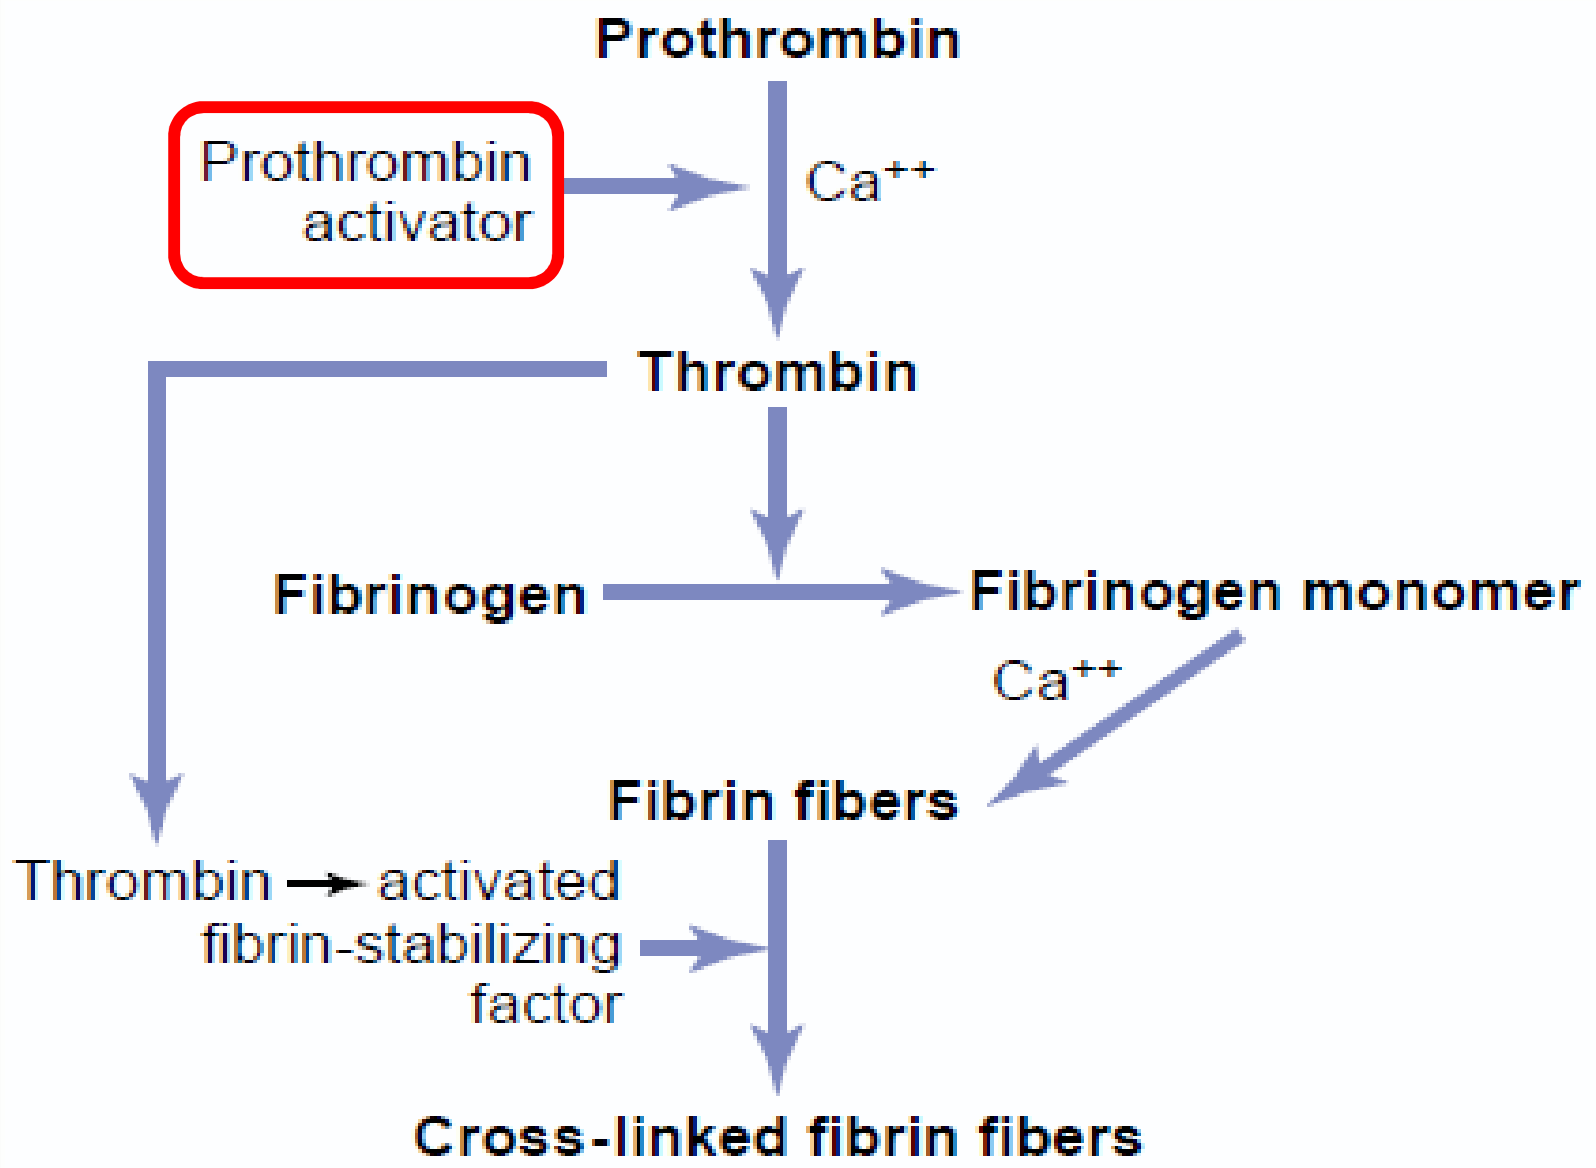 Prothrombin
Prothrombin
activator
Ca++
Thrombin
Fibrinogen
Fibrinogen monomer
Ca++
Fibrin fibers
Thrombin → activated
fibrin-stabilizing
factor
Cross-linked fibrin fibers